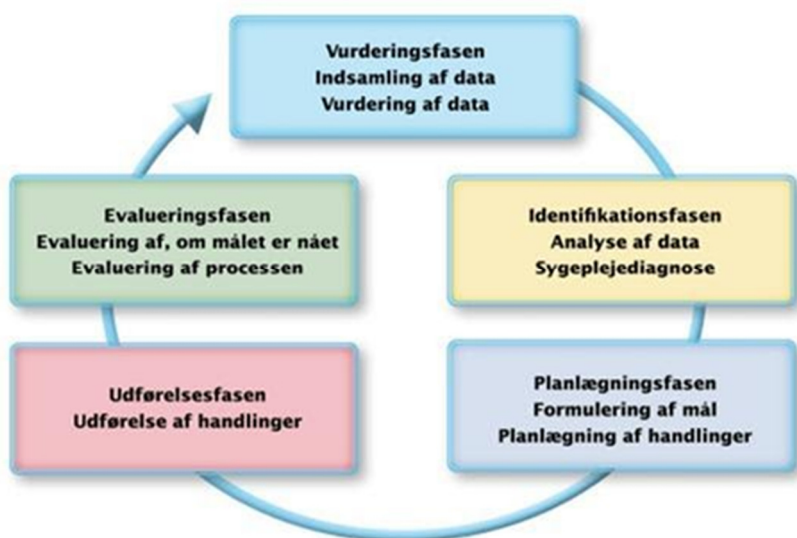 Vurderingsfasen
Indsamling af data
Vurdering af data
Identifikationsfasen
Analyse af data
Sygeplejediagnose
Planlægningsfasen
Formulering af mål
Planlægning af handlinger
Udførelsesfasen
Udførelse af handlinger
Evalueringsfasen
Evaluering af, om målet er nået
Evaluering af processen